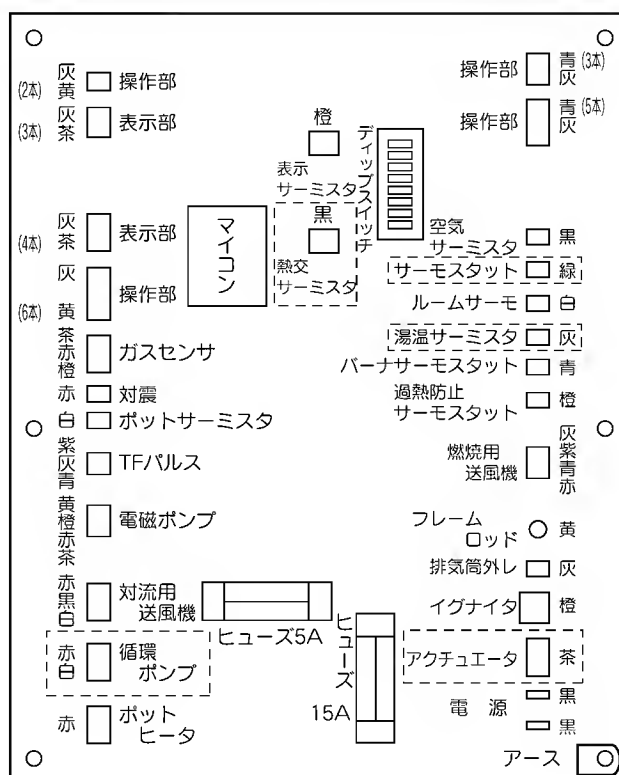 (2本) 灰黄 操作部
(3本) 灰茶 表示部
橙
表示
サーミスタ
ディップスイッチ
操作部 青灰 (3本)
操作部 青灰 (5本)
(4本) 灰茶 表示部
(6本) 灰 黄 操作部
マイコン
黒
熱交
サーミスタ
空気
サーミスタ 黒
サーモスタット 緑
ルームサーモ 白
湯温サーミスタ 灰
バーナサーモスタット 青
過熱防止
サーモスタット 橙
茶赤橙 ガスセンサ
赤 対震
白 ポットサーミスタ
紫灰青 TFパルス
黄橙赤茶 電磁ポンプ
赤黒白 対流用
送風機
赤白 循環
ポンプ
赤 ポット
ヒータ
ヒューズ5A
ヒューズ
15A
燃焼用
送風機 灰紫青赤
フレーム
ロッド 黄
排気筒外レ 灰
イグナイタ 橙
アクチュエータ 茶
電源 黒
黒
アース